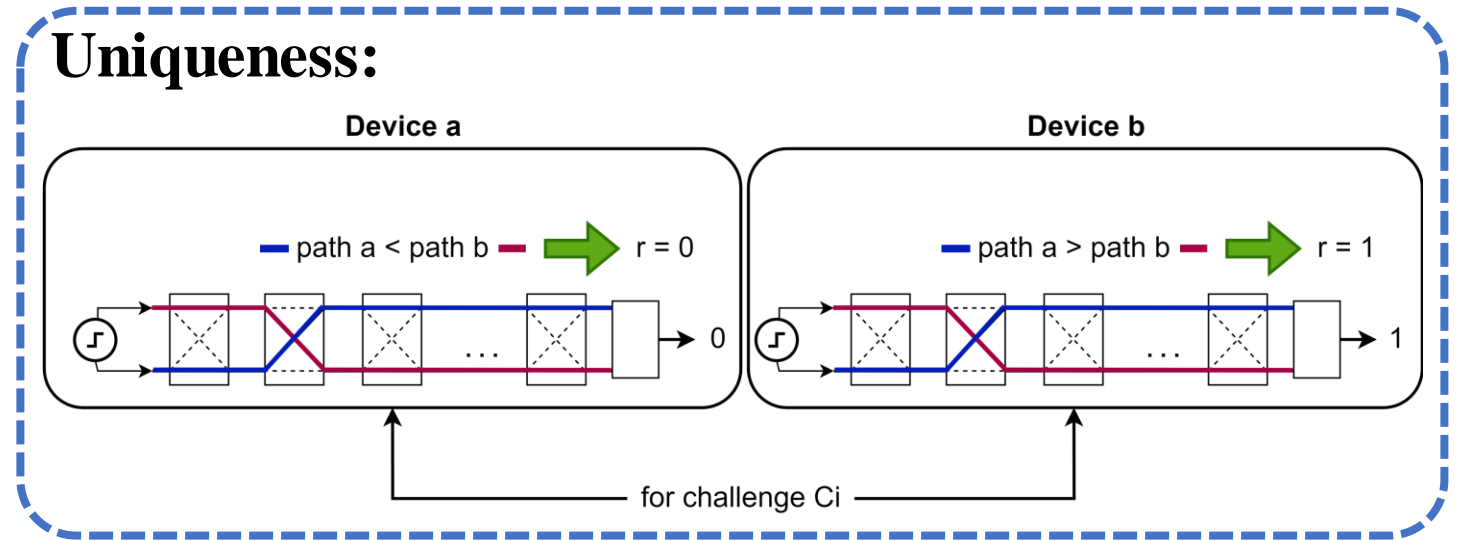 Uniqueness:
Device a
path a < path b
r = 0
0
...
Device b
path a > path b
r = 1
1
...
for challenge Ci